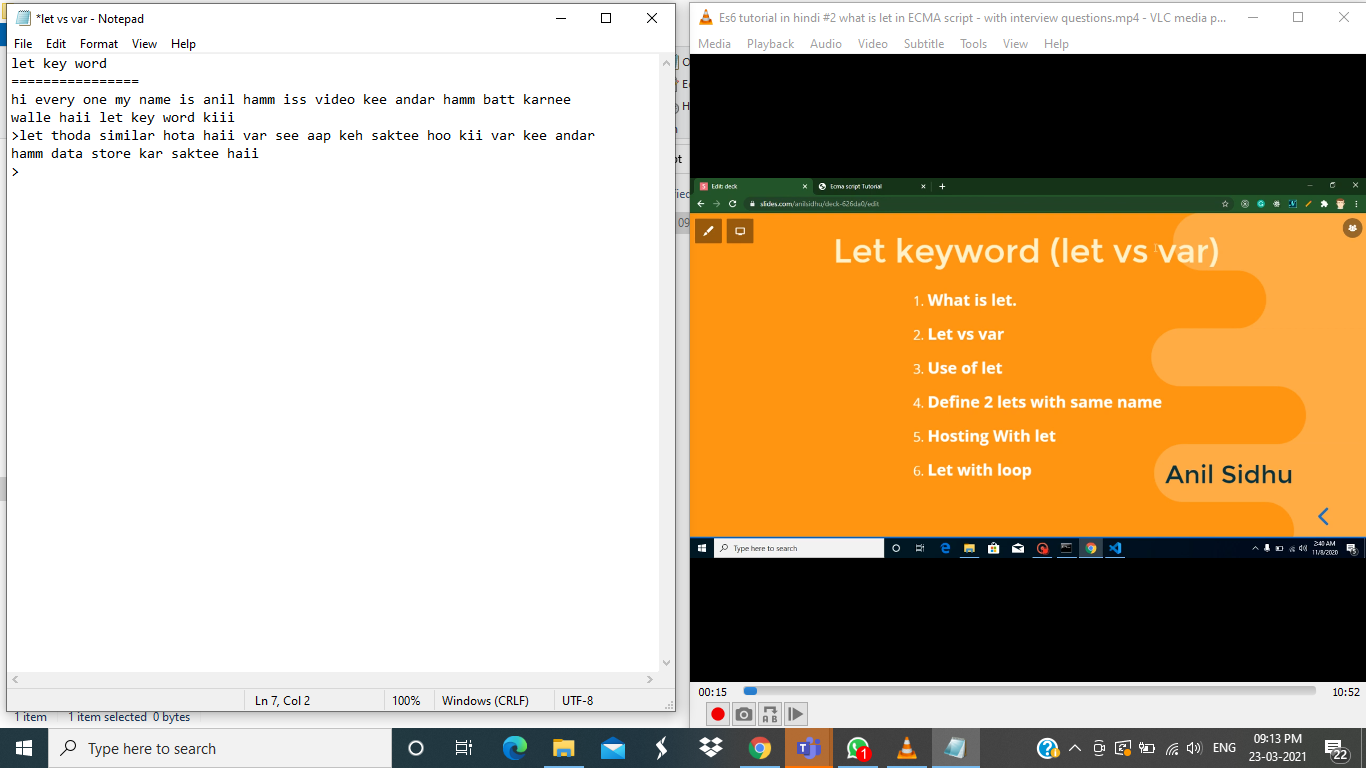 *let vs var - Notepad
File Edit Format View Help
let key word
================
hi every one my name is anil hamm iss video kee andar hamm batt karnee
walle haii let key word kiii
>let thoda similar hota haii var see aap keh saktee hoo kii var kee andar
hamm data store kar saktee haii
>
Ln 7, Col 2 100% Windows (CRLF) UTF-8
1 item 1 item selected 0 bytes
09
Es6 tutorial in hindi #2 what is let in ECMA script - with interview questions.mp4 - VLC media p...
Media Playback Audio Video Subtitle Tools View Help
Edit: deck Ecma script Tutorial
slides.com/anilsidhu/deck-626da0/edit
Let keyword (let vs var)
1. What is let.
2. Let vs var
3. Use of let
4. Define 2 lets with same name
5. Hosting With let
6. Let with loop
Anil Sidhu
Type here to search
2:40 AM
11/8/2020
00:15 10:52
A B
Type here to search
1
ENG
09:13 PM
23-03-2021
22